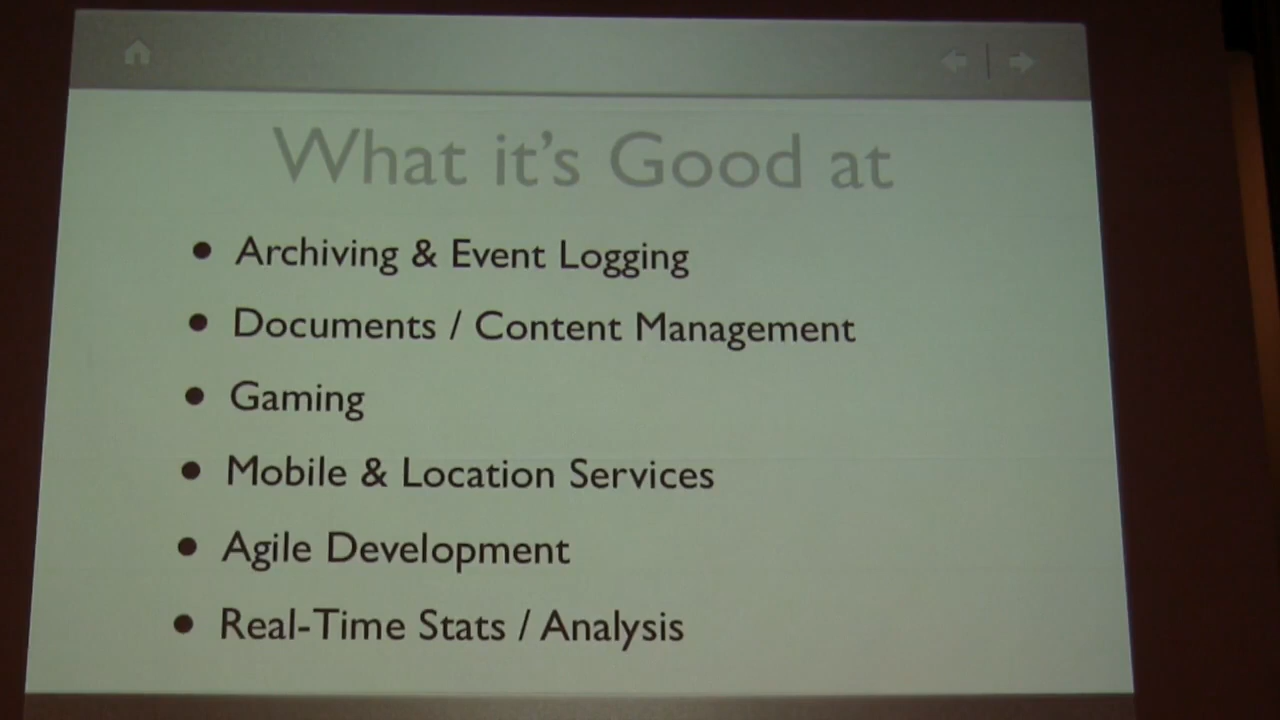 What it's Good at
• Archiving & Event Logging
• Documents / Content Management
• Gaming
• Mobile & Location Services
• Agile Development
• Real-Time Stats / Analysis